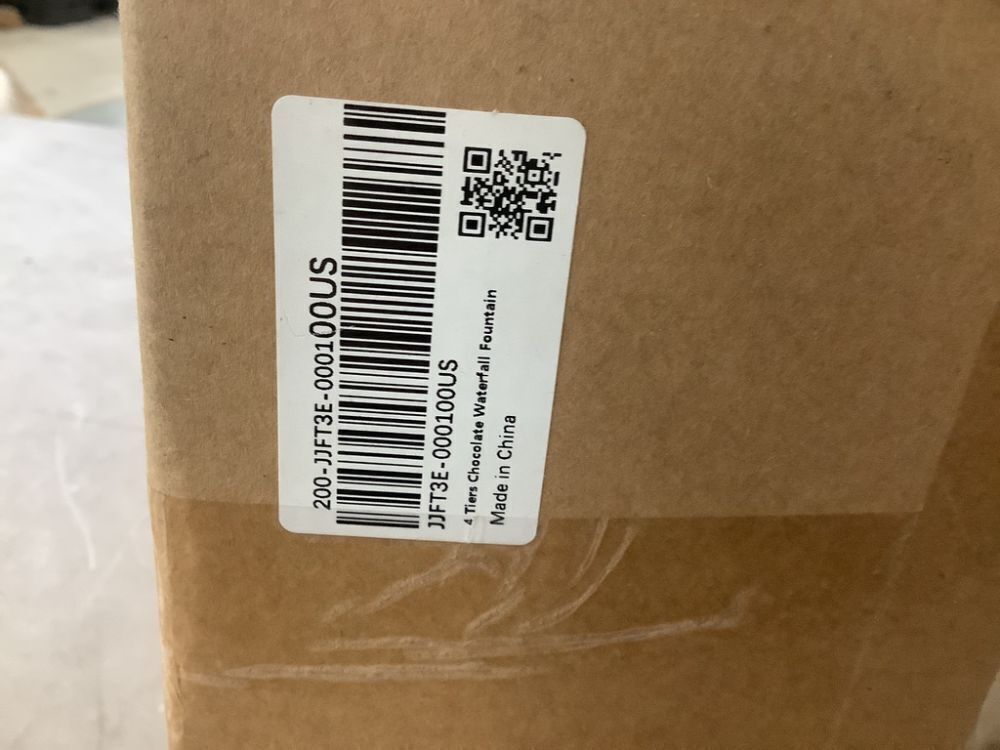 200-JJFT3E-000100US
JJFT3E-000100US
4 Tiers Chocolate Waterfall Fountain
Made in China